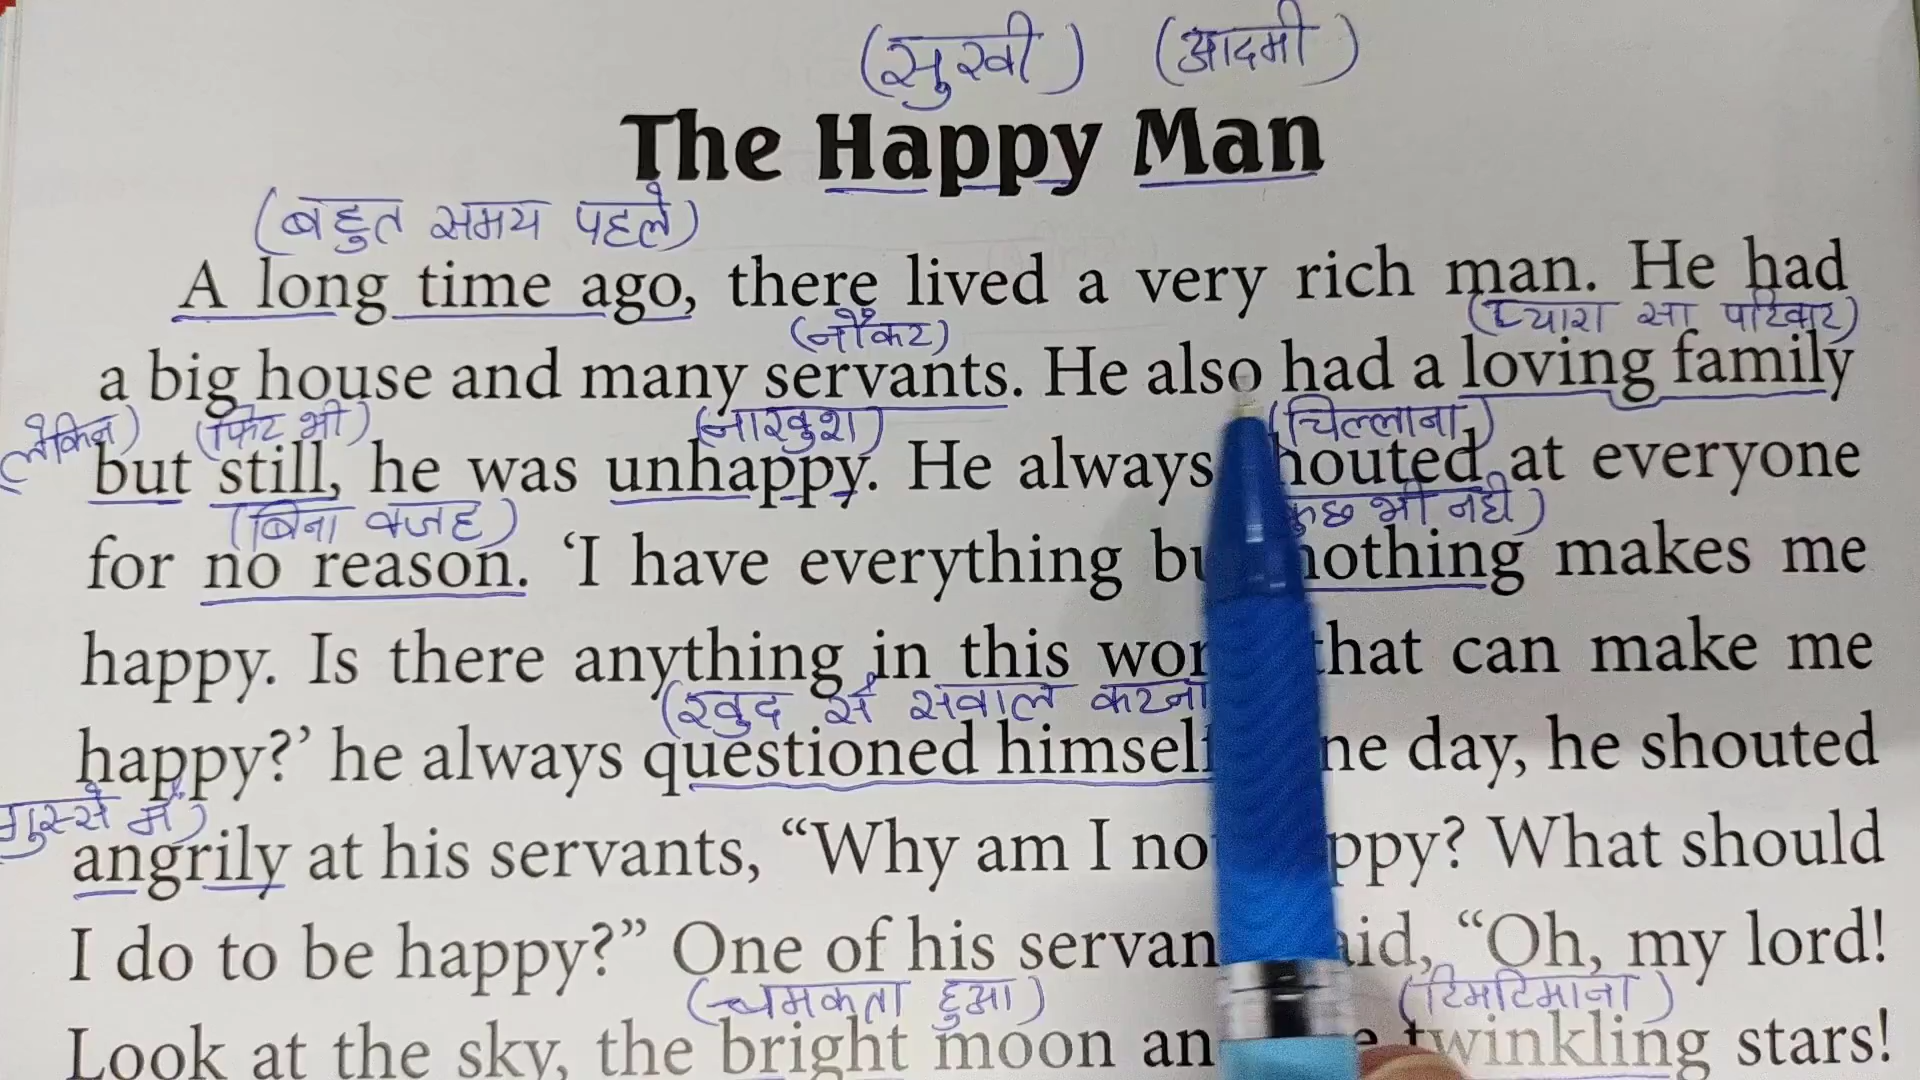 (सुखी) (आदमी)
The Happy Man
(बहुत समय पहले)
A long time ago, there lived a very rich man. He had
(नौकर) (प्यारा सा परिवार)
a big house and many servants. He also had a loving family
(लेकिन) (फिर भी) (नाखुश) (चिल्लाना)
but still, he was unhappy. He always houted at everyone
(बिना वजह) कुछ भी नही)
for no reason. ‘I have everything bu nothing makes me
happy. Is there anything in this wor that can make me
(खुद से सवाल करना
happy?’ he always questioned himself ne day, he shouted
गुस्से में)
angrily at his servants, “Why am I no ppy? What should
I do to be happy?” One of his servan aid, “Oh, my lord!
(चमकता हुआ) (टिमटिमाना)
Look at the sky, the bright moon an e twinkling stars!